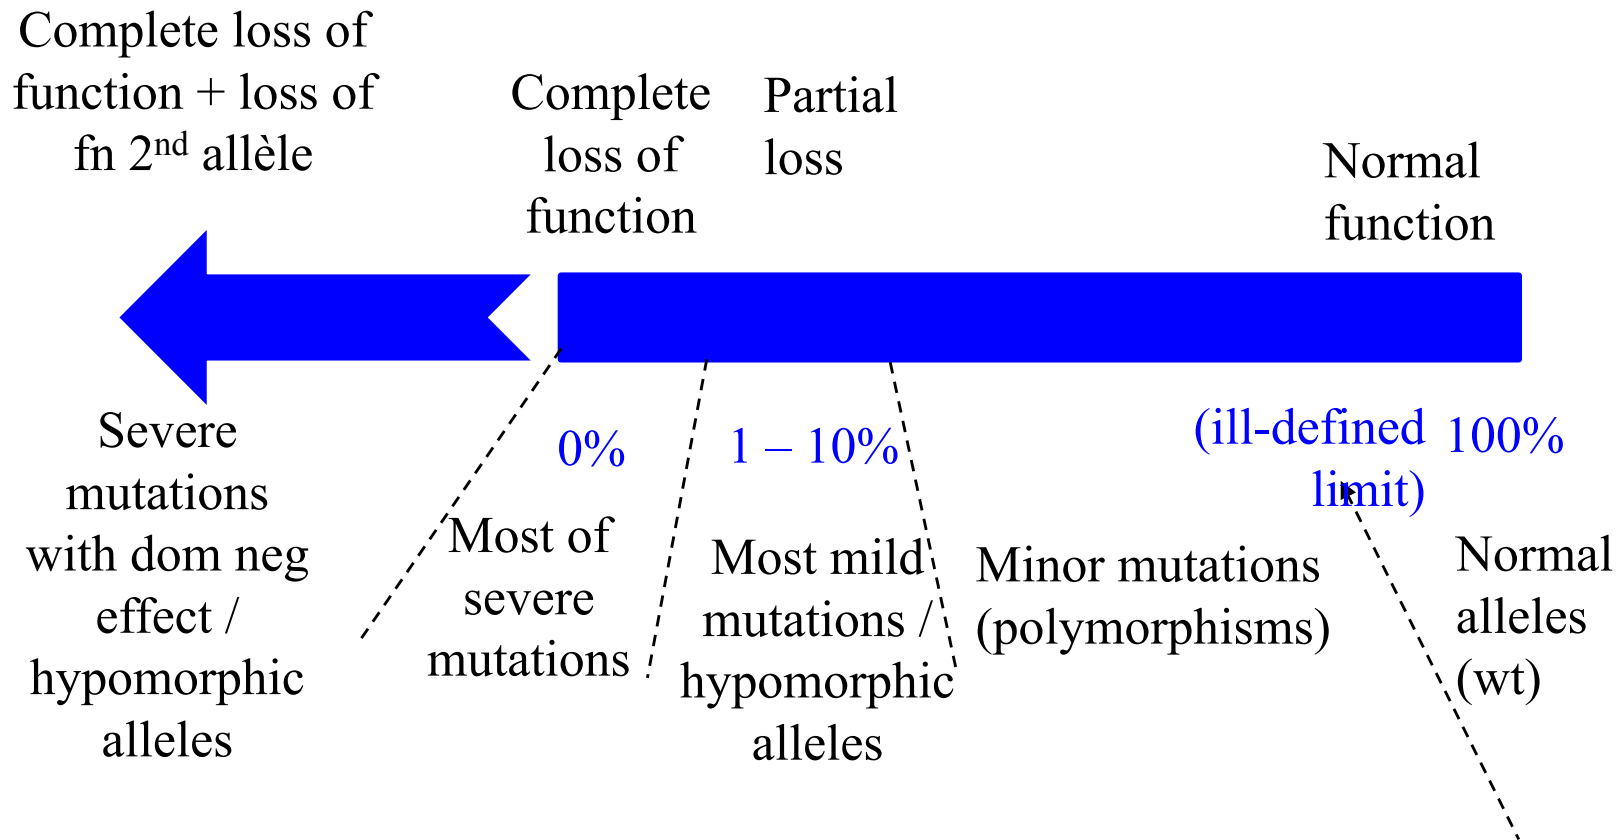 Complete loss of
function + loss of
fn 2nd allèle
Complete
loss of
function
Partial
loss
Normal
function
Severe
mutations
with dom neg
effect /
hypomorphic
alleles
0%
1 – 10%
(ill-defined
limit)
100%
Most of
severe
mutations
Most mild
mutations /
hypomorphic
alleles
Minor mutations
(polymorphisms)
Normal
alleles
(wt)